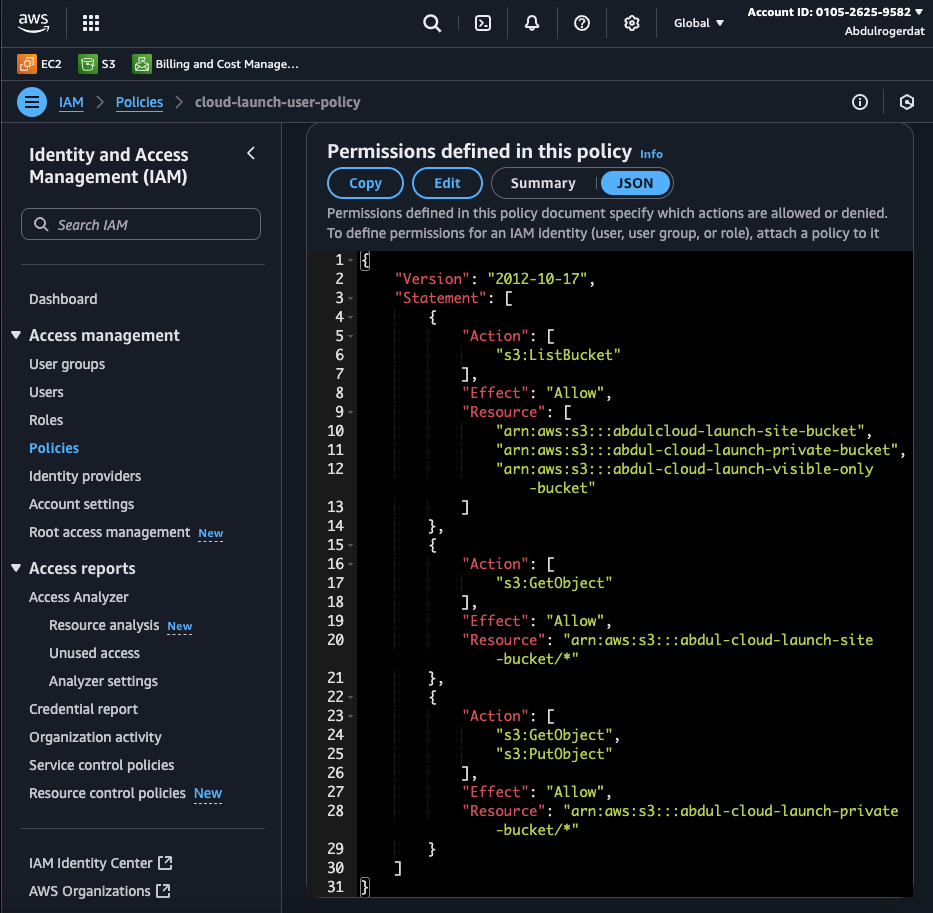 aws
Global
Account ID: 0105-2625-9582
Abdulrogerdat
EC2
S3
Billing and Cost Manage...
IAM
Policies
cloud-launch-user-policy
Identity and Access
Management (IAM)
Search IAM
Dashboard
Access management
User groups
Users
Roles
Policies
Identity providers
Account settings
Root access management New
Access reports
Access Analyzer
Resource analysis New
Unused access
Analyzer settings
Credential report
Organization activity
Service control policies
Resource control policies New
IAM Identity Center
AWS Organizations
Permissions defined in this policy Info
Copy
Edit
Summary
JSON
Permissions defined in this policy document specify which actions are allowed or denied.
To define permissions for an IAM identity (user, user group, or role), attach a policy to it
1 {
2 "Version": "2012-10-17",
3 "Statement": [
4 {
5 "Action": [
6 "s3:ListBucket"
7 ],
8 "Effect": "Allow",
9 "Resource": [
10 "arn:aws:s3:::abdulcloud-launch-site-bucket",
11 "arn:aws:s3:::abdul-cloud-launch-private-bucket",
12 "arn:aws:s3:::abdul-cloud-launch-visible-only
-bucket"
13 ]
14 },
15 {
16 "Action": [
17 "s3:GetObject"
18 ],
19 "Effect": "Allow",
20 "Resource": "arn:aws:s3:::abdul-cloud-launch-site
-bucket/*"
21 },
22 {
23 "Action": [
24 "s3:GetObject",
25 "s3:PutObject"
26 ],
27 "Effect": "Allow",
28 "Resource": "arn:aws:s3:::abdul-cloud-launch-private
-bucket/*"
29 }
30 ]
31 }